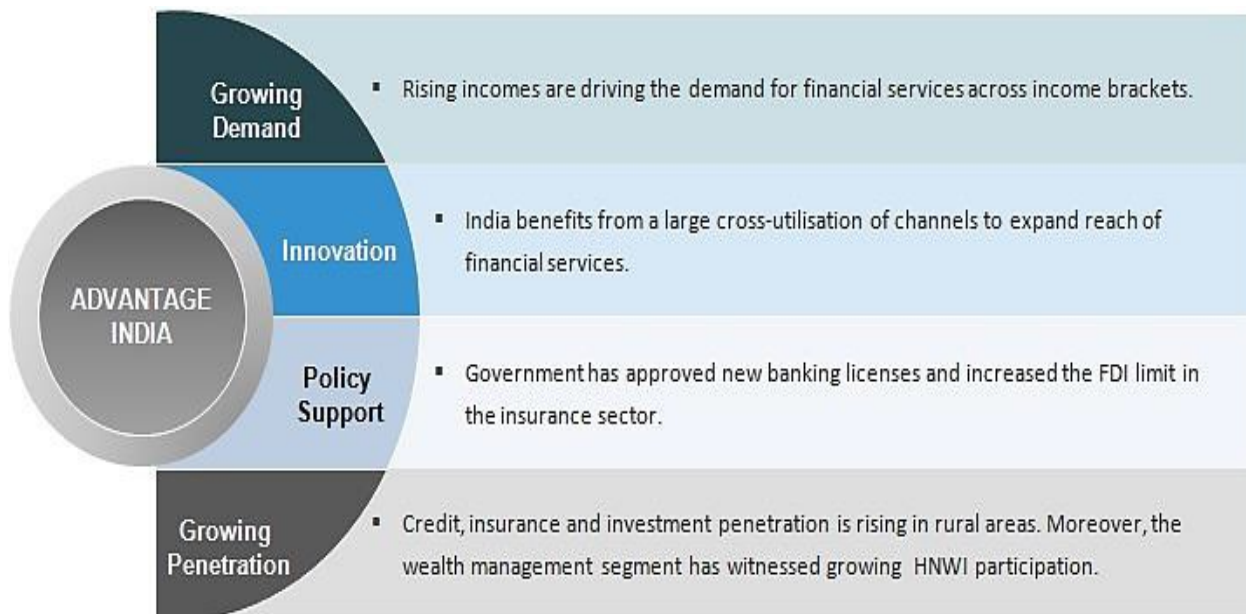 ADVANTAGE
INDIA
Growing
Demand
▪ Rising incomes are driving the demand for financial services across income brackets.
Innovation
▪ India benefits from a large cross-utilisation of channels to expand reach of
financial services.
Policy
Support
▪ Government has approved new banking licenses and increased the FDI limit in
the insurance sector.
Growing
Penetration
▪ Credit, insurance and investment penetration is rising in rural areas. Moreover, the
wealth management segment has witnessed growing HNWI participation.